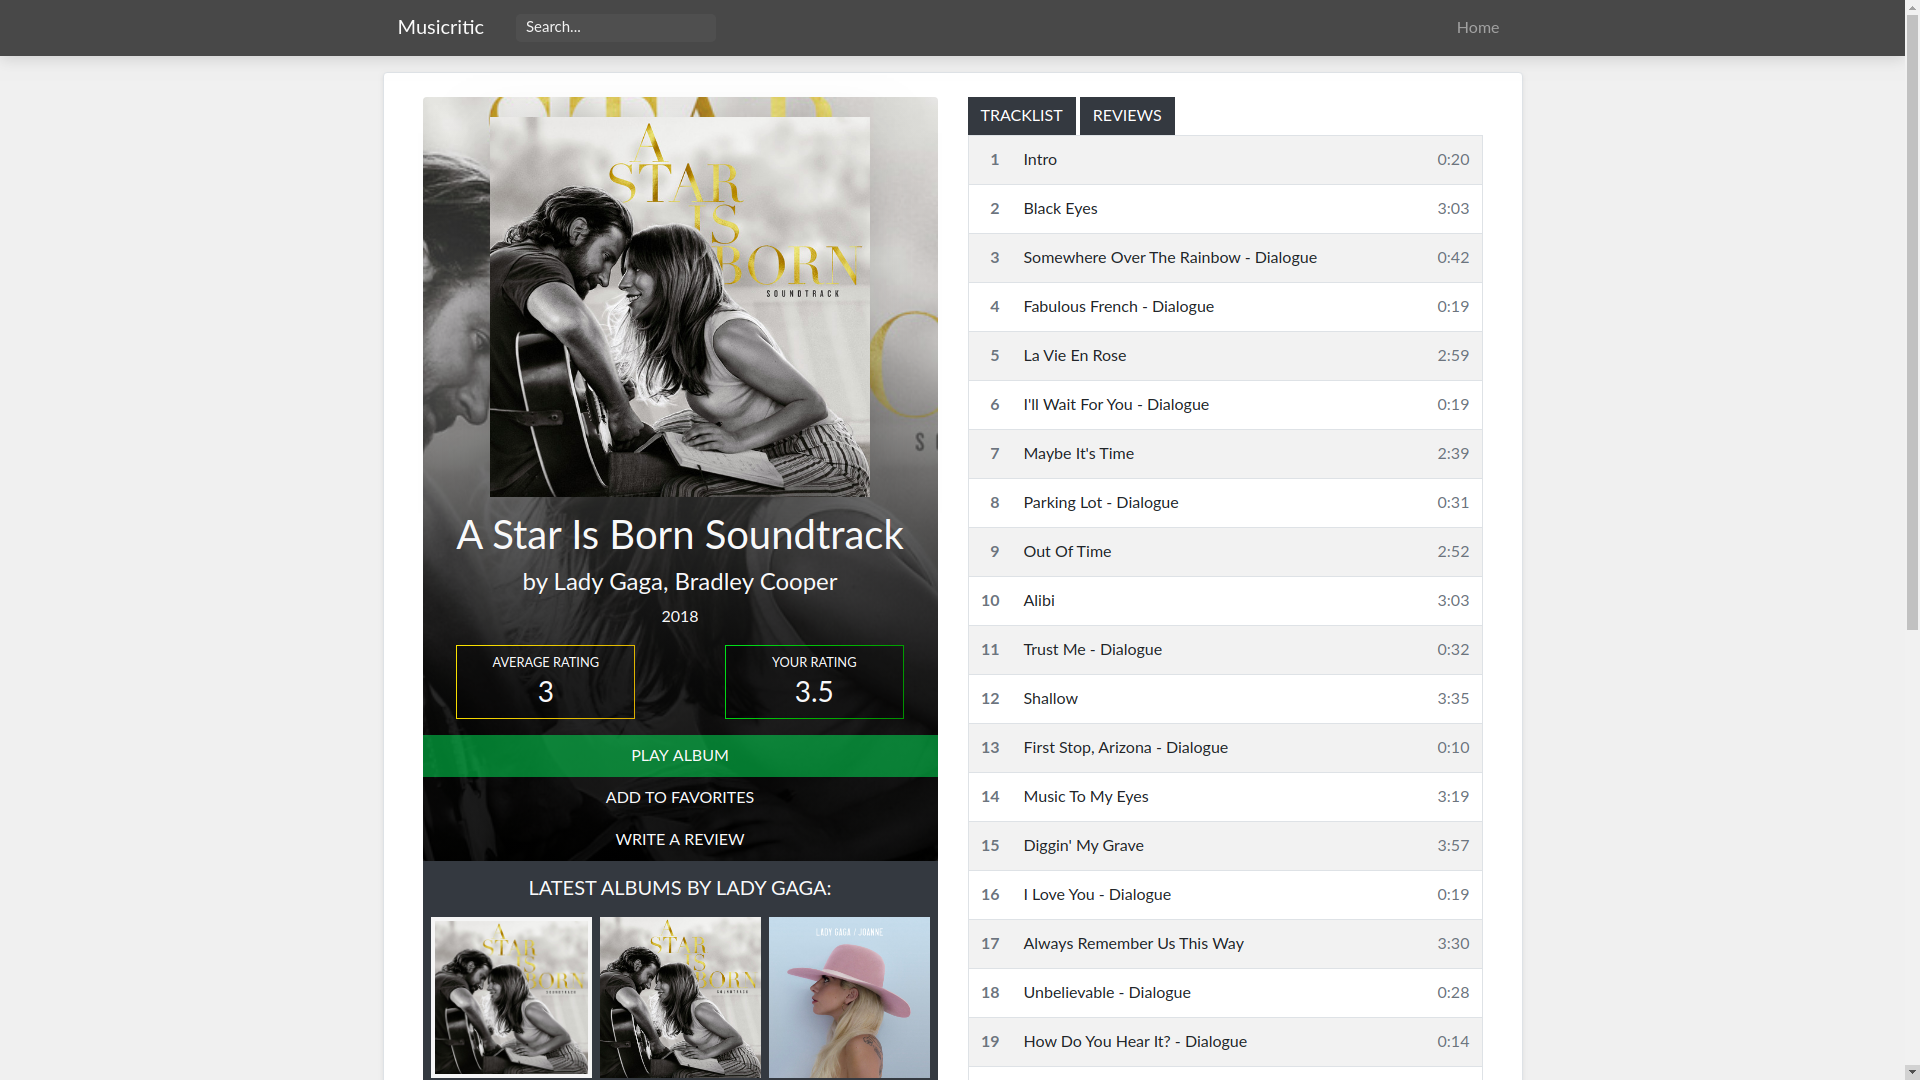 Musicritic
Search...
Home
A
STAR
IS
BORN
SOUNDTRACK
A Star Is Born Soundtrack
by Lady Gaga, Bradley Cooper
2018
AVERAGE RATING
3
YOUR RATING
3.5
PLAY ALBUM
ADD TO FAVORITES
WRITE A REVIEW
LATEST ALBUMS BY LADY GAGA:
A
STAR
IS
BORN
SOUNDTRACK
A
STAR
IS
BORN
LADY GAGA / JOANNE
TRACKLIST
REVIEWS
1 Intro 0:20
2 Black Eyes 3:03
3 Somewhere Over The Rainbow - Dialogue 0:42
4 Fabulous French - Dialogue 0:19
5 La Vie En Rose 2:59
6 I'll Wait For You - Dialogue 0:19
7 Maybe It's Time 2:39
8 Parking Lot - Dialogue 0:31
9 Out Of Time 2:52
10 Alibi 3:03
11 Trust Me - Dialogue 0:32
12 Shallow 3:35
13 First Stop, Arizona - Dialogue 0:10
14 Music To My Eyes 3:19
15 Diggin' My Grave 3:57
16 I Love You - Dialogue 0:19
17 Always Remember Us This Way 3:30
18 Unbelievable - Dialogue 0:28
19 How Do You Hear It? - Dialogue 0:14